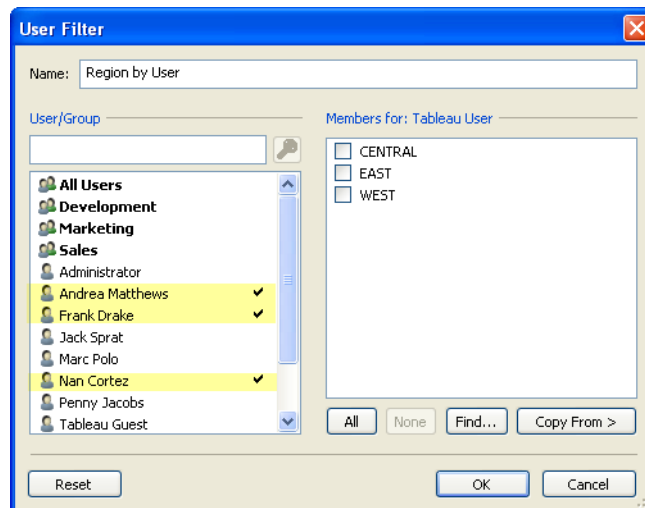 User Filter
Name: Region by User
User/Group
Members for: Tableau User
All Users
Development
Marketing
Sales
Administrator
Andrea Matthews
Frank Drake
Jack Sprat
Marc Polo
Nan Cortez
Penny Jacobs
Tableau Guest
CENTRAL
EAST
WEST
All None Find... Copy From >
Reset OK Cancel